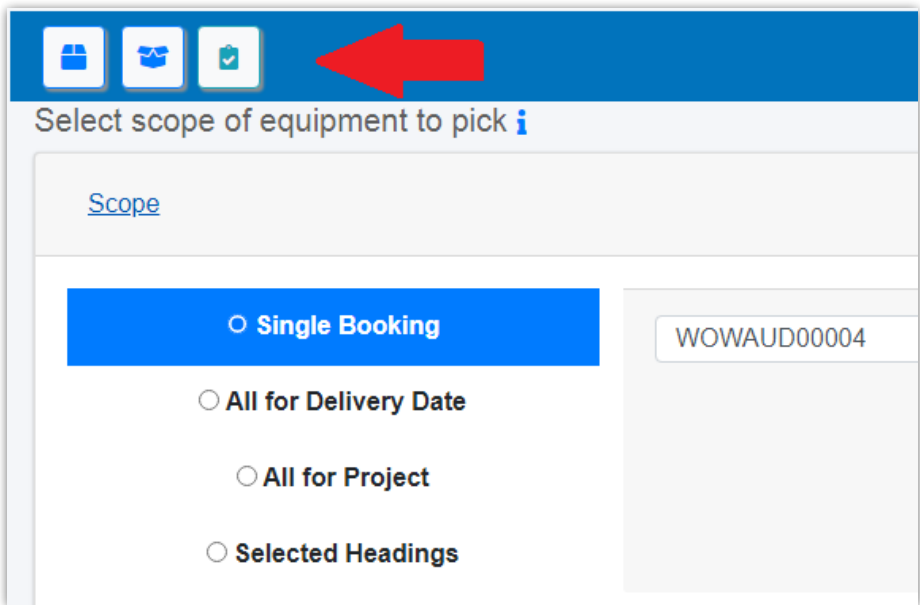 Select scope of equipment to pick i
Scope
Single Booking
WOWAUD00004
All for Delivery Date
All for Project
Selected Headings